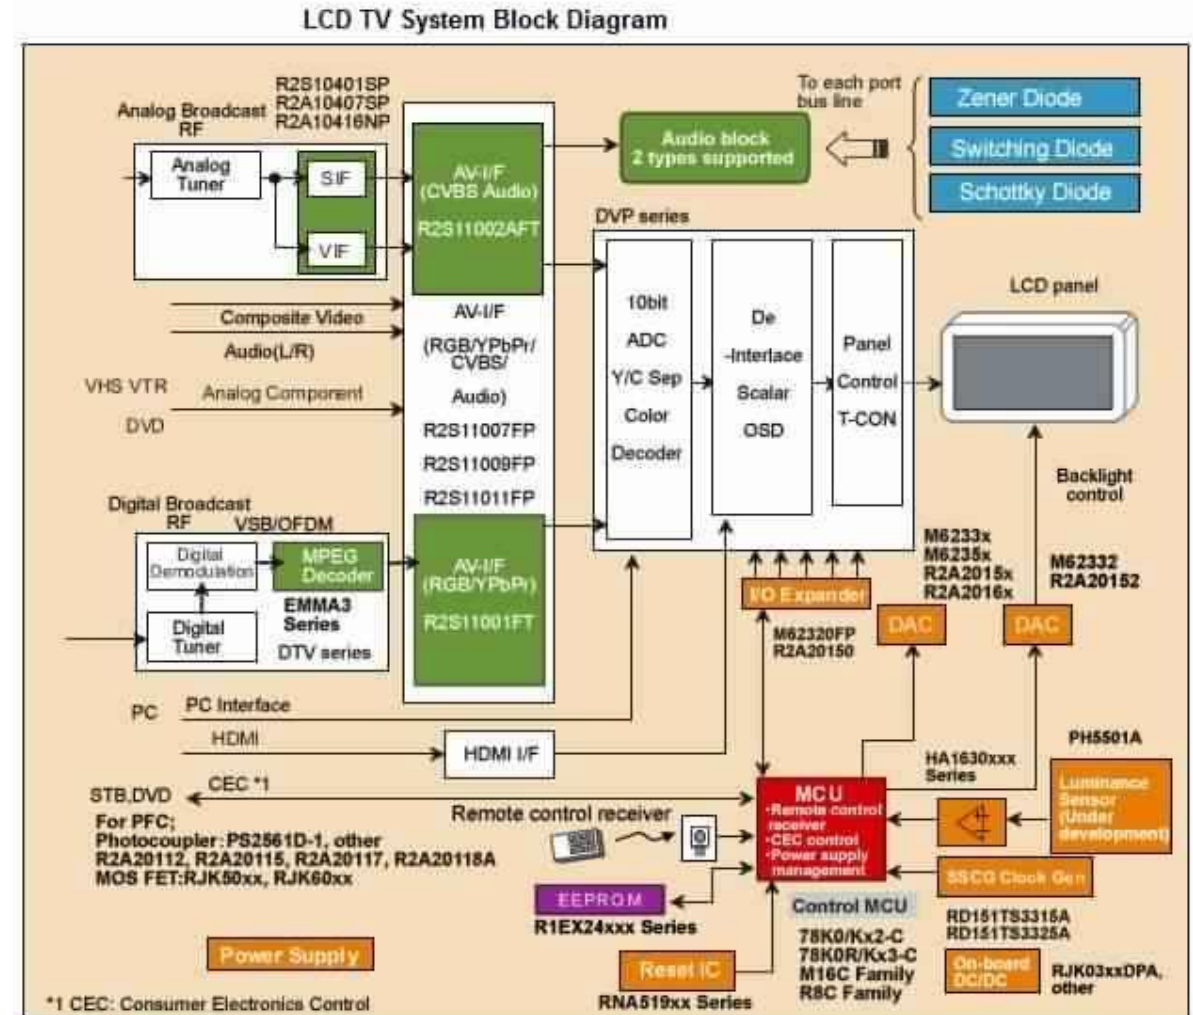 LCD TV System Block Diagram
R2S10401SP
R2A10407SP
R2A10416NP
Analog Broadcast
RF
Analog
Tuner
SIF
VIF
AV-I/F
(CVBS Audio)
R2S11002AFT
Audio block
2 types supported
To each port
bus line
Zener Diode
Switching Diode
Schottky Diode
DVP series
Composite Video
Audio(L/R)
VHS VTR
Analog Component
DVD
AV-I/F
(RGB/YPbPr/
CVBS/
Audio)
R2S11007FP
R2S11009FP
R2S11011FP
10bit
ADC
Y/C Sep
Color
Decoder
De
-Interlace
Scalar
OSD
Panel
Control
T-CON
LCD panel
Backlight
control
Digital Broadcast
RF
VSB/OFDM
Digital
Demodulation
MPEG
Decoder
EMMA3
Series
Digital
Tuner
DTV series
AV-I/F
(RGB/YPbPr)
R2S11001FT
I/O Expander
M62320FP
R2A20150
M6233x
M6235x
R2A2015x
R2A2016x
DAC
M62332
R2A20152
DAC
PC
PC Interface
HDMI
HDMI I/F
CEC *1
STB,DVD
For PFC;
Photocoupler:PS2561D-1, other
R2A20112, R2A20115, R2A20117, R2A20118A
MOS FET:RJK50xx, RJK60xx
Remote control receiver
MCU
•Remote control
receiver
•CEC control
•Power supply
management
HA1630xxx
Series
PH5501A
Luminance
Sensor
(Under
development)
SSCG Clock Gen
RD151TS3315A
RD151TS3325A
EEPROM
R1EX24xxx Series
Control MCU
78K0/Kx2-C
78K0R/Kx3-C
M16C Family
R8C Family
Reset IC
RNA519xx Series
On-board
DC/DC
RJK03xxDPA,
other
Power Supply
*1 CEC: Consumer Electronics Control